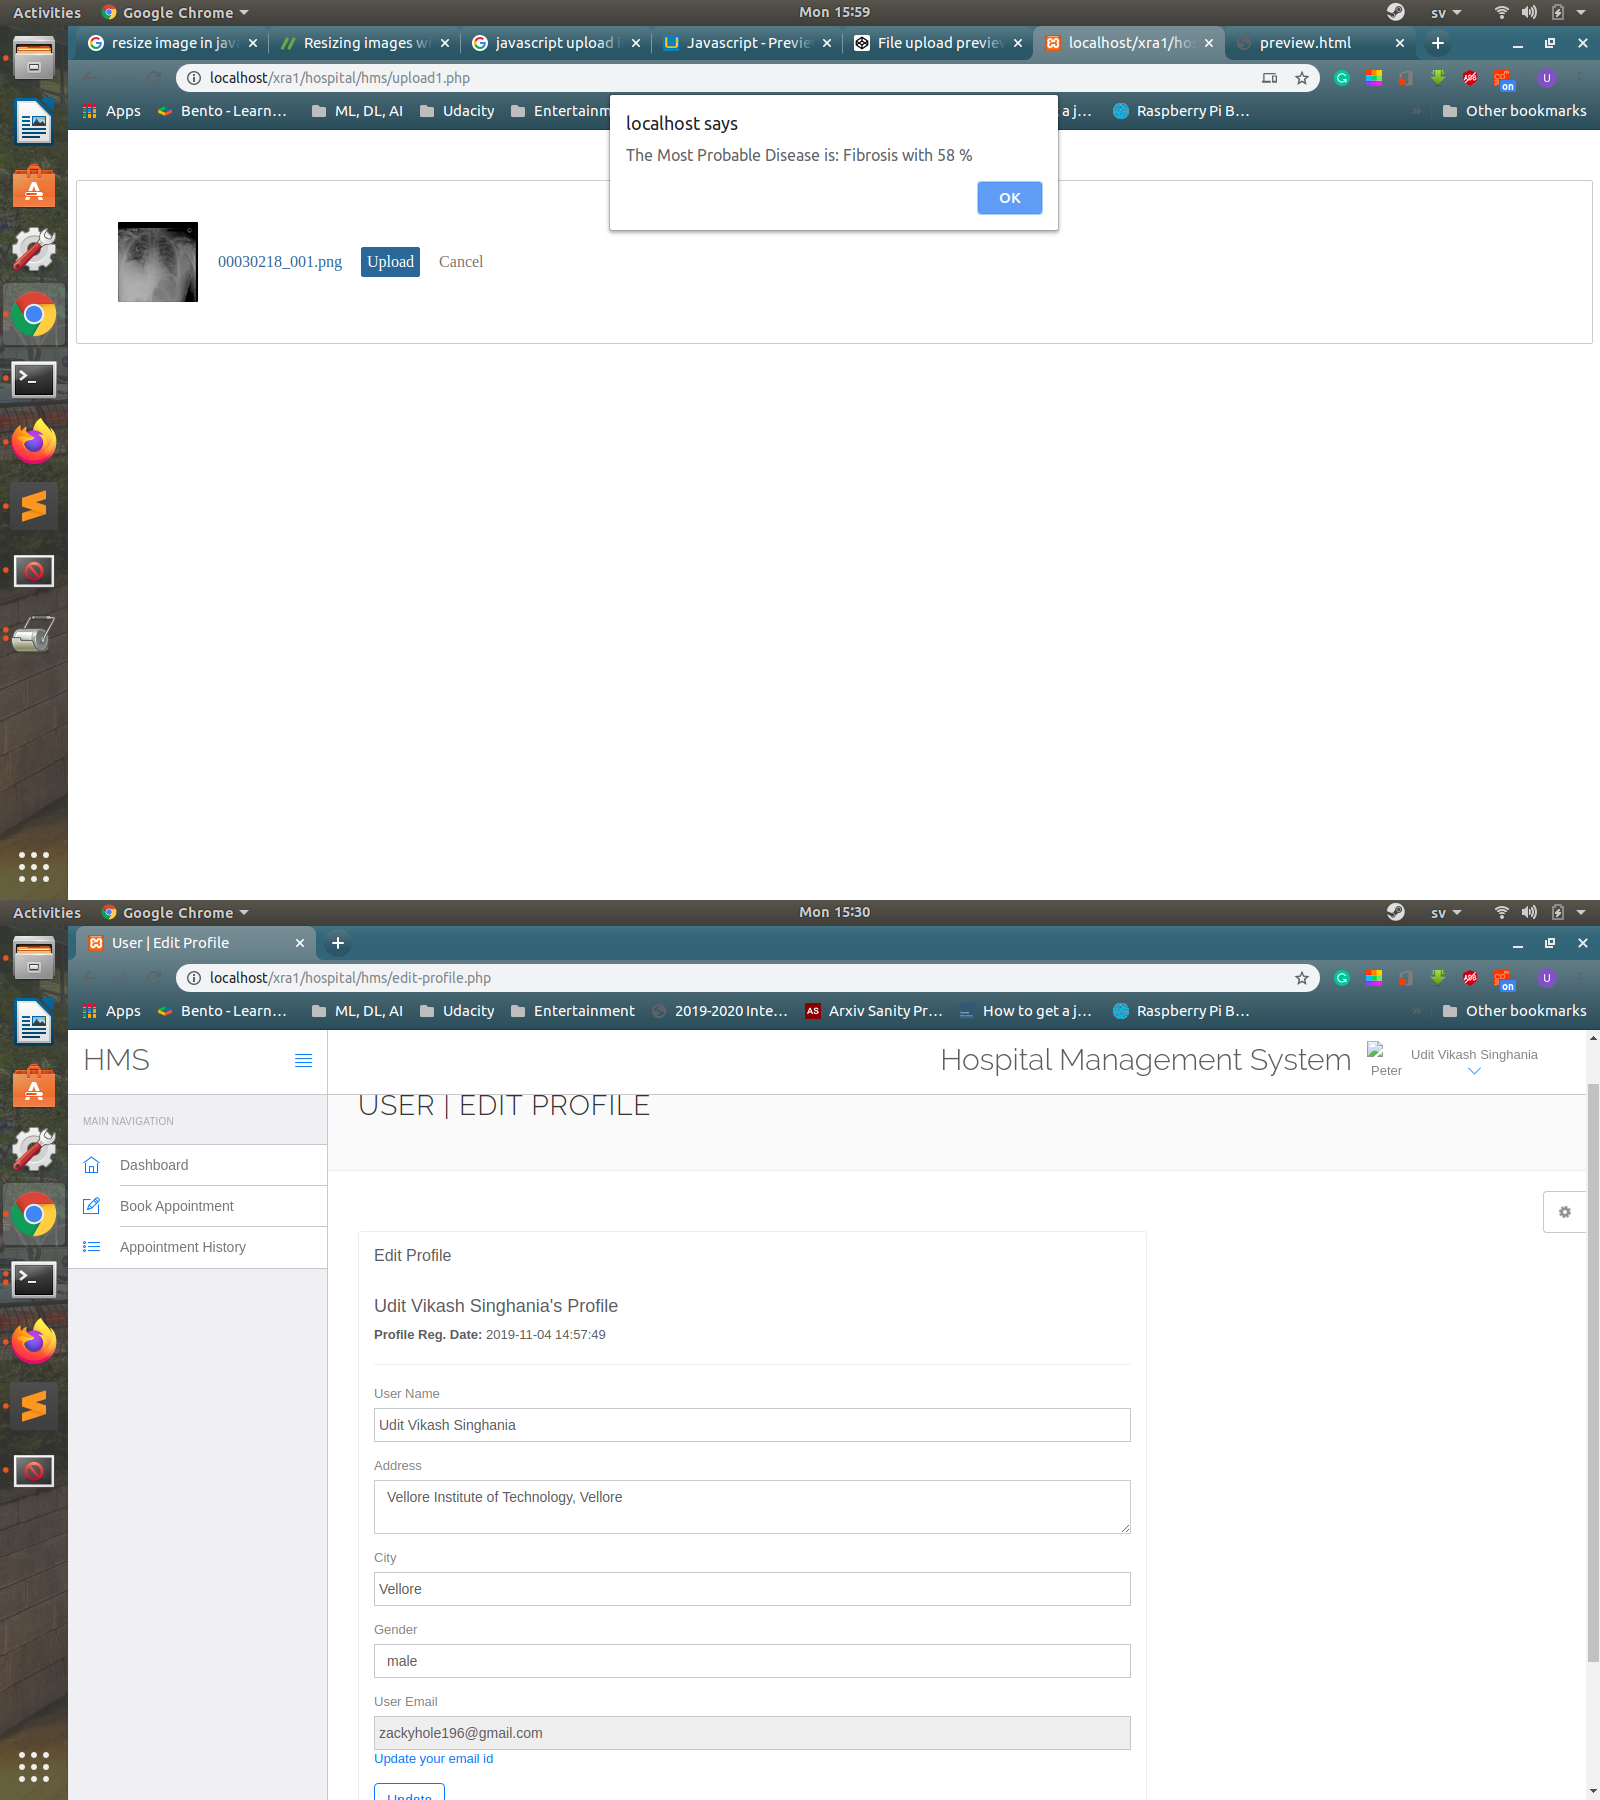 Activities Google Chrome Mon 15:59 sv
resize image in jav Resizing images wi javascript upload i Javascript - Previe File upload preview localhost/xra1/ho preview.html
localhost/xra1/hospital/hms/upload1.php
on U
Apps Bento - Learn... ML, DL, AI Udacity Entertainm a j... Raspberry Pi B... » Other bookmarks
localhost says
The Most Probable Disease is: Fibrosis with 58 %
OK
00030218_001.png Upload Cancel
Activities Google Chrome Mon 15:30 sv
User | Edit Profile
localhost/xra1/hospital/hms/edit-profile.php
on U
Apps Bento - Learn... ML, DL, AI Udacity Entertainment 2019-2020 Inte... AS Arxiv Sanity Pr... How to get a j... Raspberry Pi B... » Other bookmarks
HMS Hospital Management System Peter Udit Vikash Singhania
USER | EDIT PROFILE
MAIN NAVIGATION
Dashboard
Book Appointment
Appointment History
Edit Profile
Udit Vikash Singhania's Profile
Profile Reg. Date: 2019-11-04 14:57:49
User Name
Udit Vikash Singhania
Address
Vellore Institute of Technology, Vellore
City
Vellore
Gender
male
User Email
zackyhole196@gmail.com
Update your email id
Update